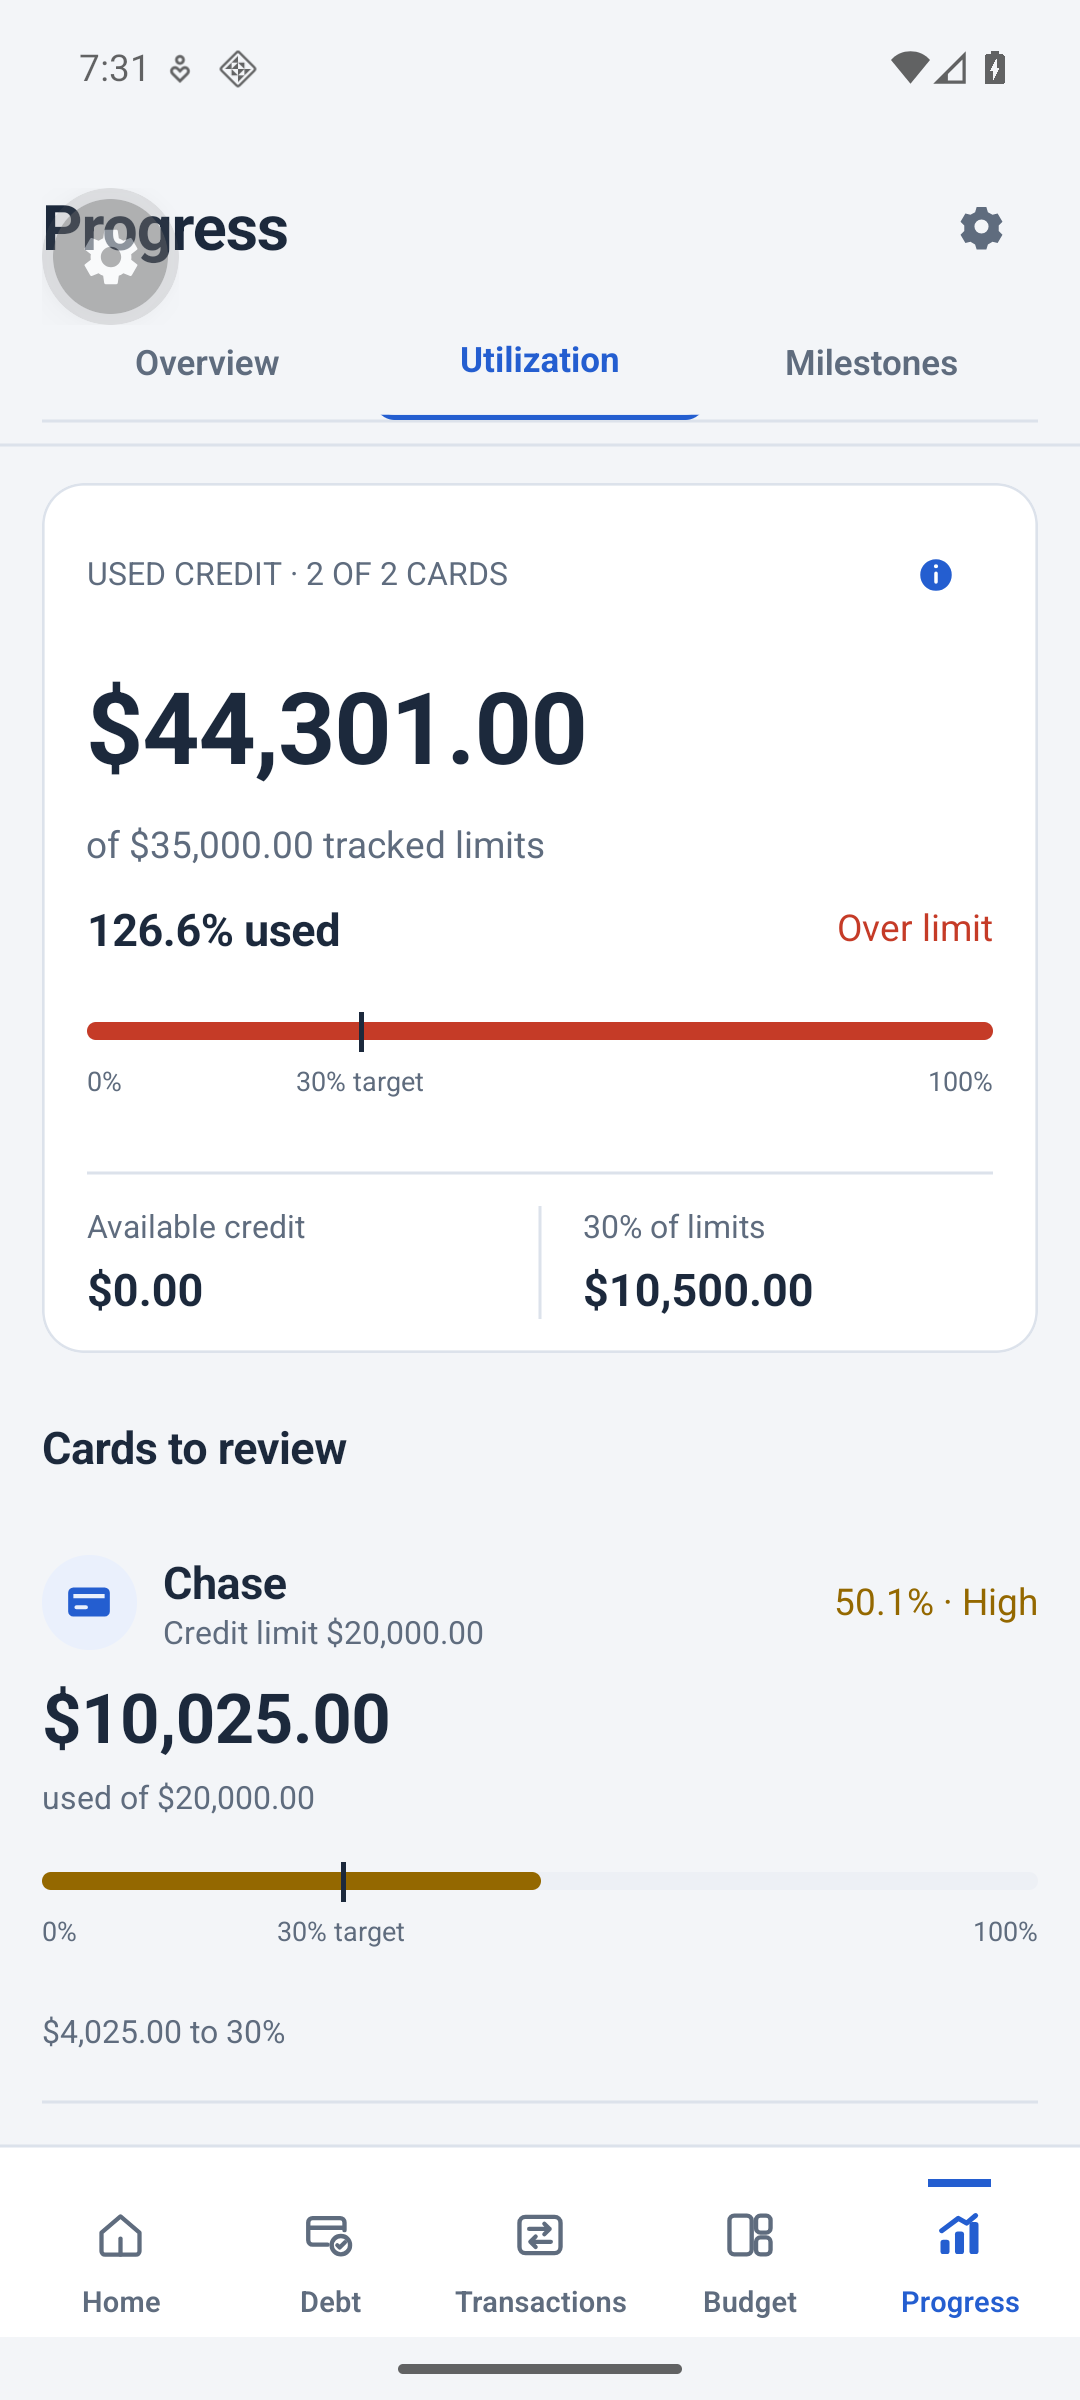 7:31
Progress
Overview
Utilization
Milestones
USED CREDIT · 2 OF 2 CARDS
$44,301.00
of $35,000.00 tracked limits
126.6% used
Over limit
0%
30% target
100%
Available credit
$0.00
30% of limits
$10,500.00
Cards to review
Chase
Credit limit $20,000.00
50.1% · High
$10,025.00
used of $20,000.00
0%
30% target
100%
$4,025.00 to 30%
Home
Debt
Transactions
Budget
Progress